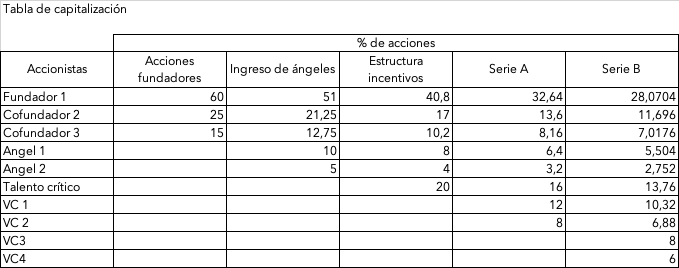 Tabla de capitalización
% de acciones
Accionistas Acciones fundadores Ingreso de ángeles Estructura incentivos Serie A Serie B
Fundador 1 60 51 40,8 32,64 28,0704
Cofundador 2 25 21,25 17 13,6 11,696
Cofundador 3 15 12,75 10,2 8,16 7,0176
Angel 1 10 8 6,4 5,504
Angel 2 5 4 3,2 2,752
Talento crítico 20 16 13,76
VC 1 12 10,32
VC 2 8 6,88
VC3 8
VC4 6